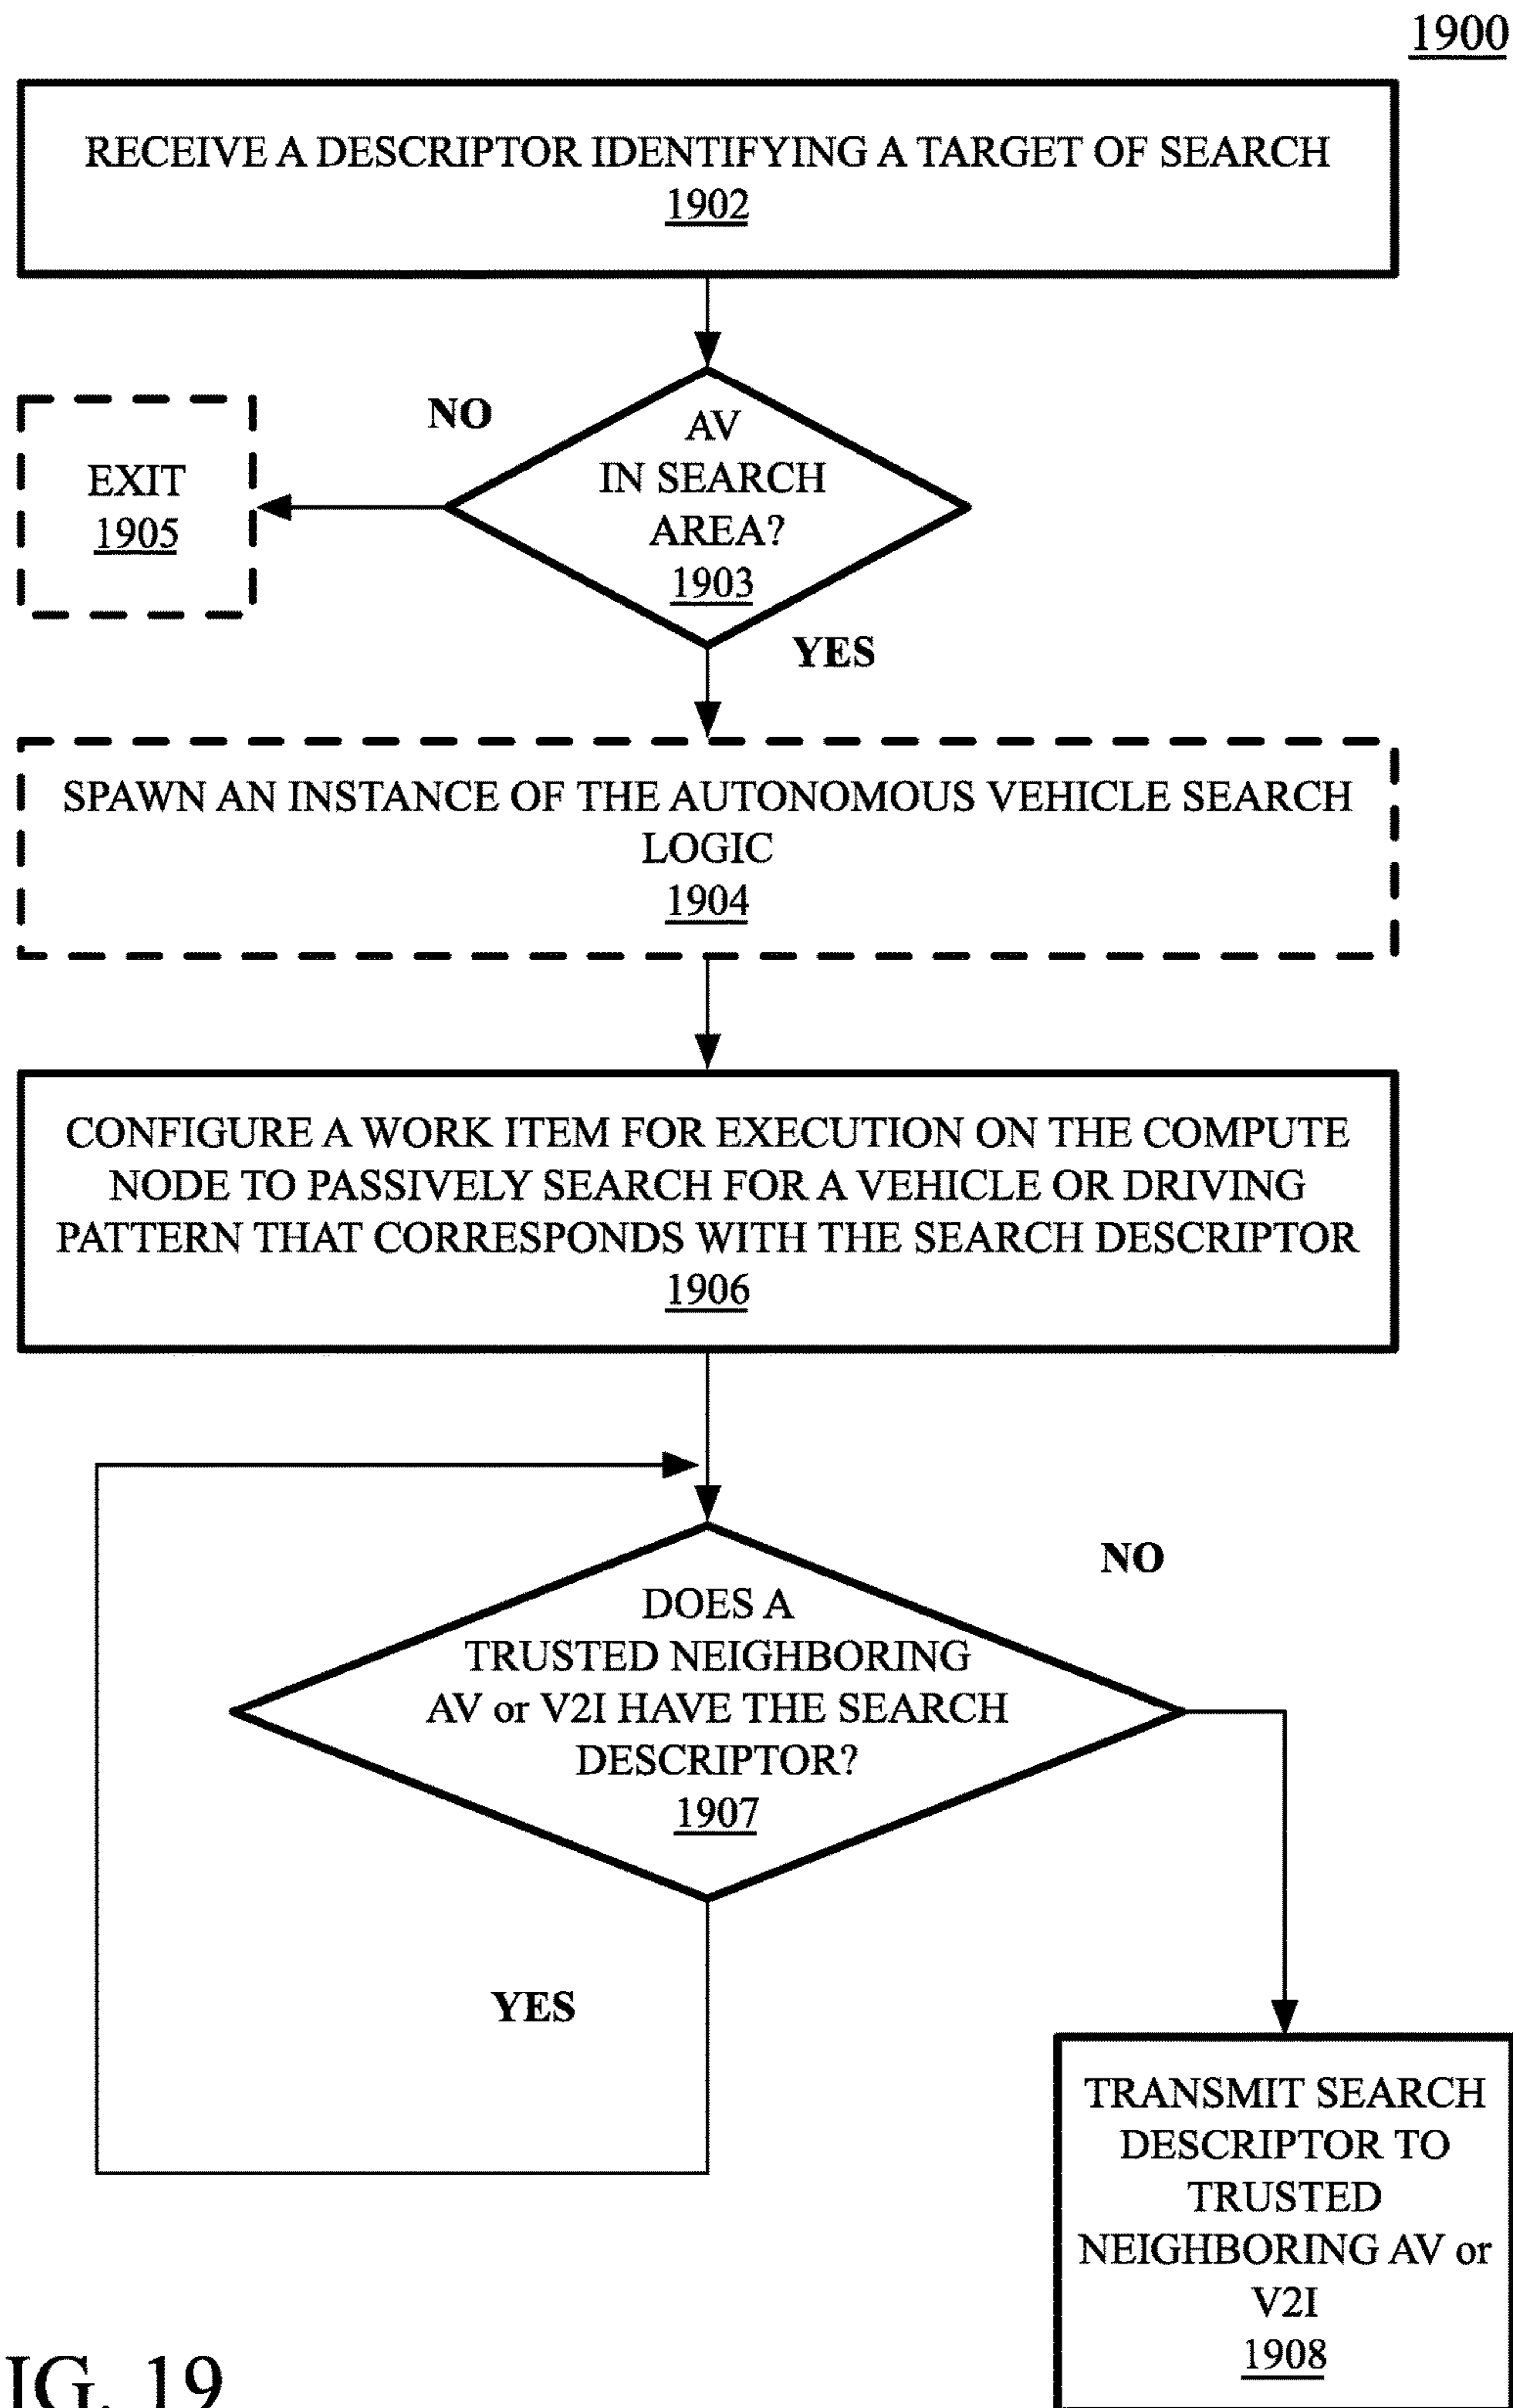 1900
RECEIVE A DESCRIPTOR IDENTIFYING A TARGET OF SEARCH
1902
NO
AV
IN SEARCH
AREA?
1903
EXIT
1905
YES
SPAWN AN INSTANCE OF THE AUTONOMOUS VEHICLE SEARCH
LOGIC
1904
CONFIGURE A WORK ITEM FOR EXECUTION ON THE COMPUTE
NODE TO PASSIVELY SEARCH FOR A VEHICLE OR DRIVING
PATTERN THAT CORRESPONDS WITH THE SEARCH DESCRIPTOR
1906
NO
DOES A
TRUSTED NEIGHBORING
AV or V2I HAVE THE SEARCH
DESCRIPTOR?
1907
YES
TRANSMIT SEARCH
DESCRIPTOR TO
TRUSTED
NEIGHBORING AV or
V2I
1908
IG. 19